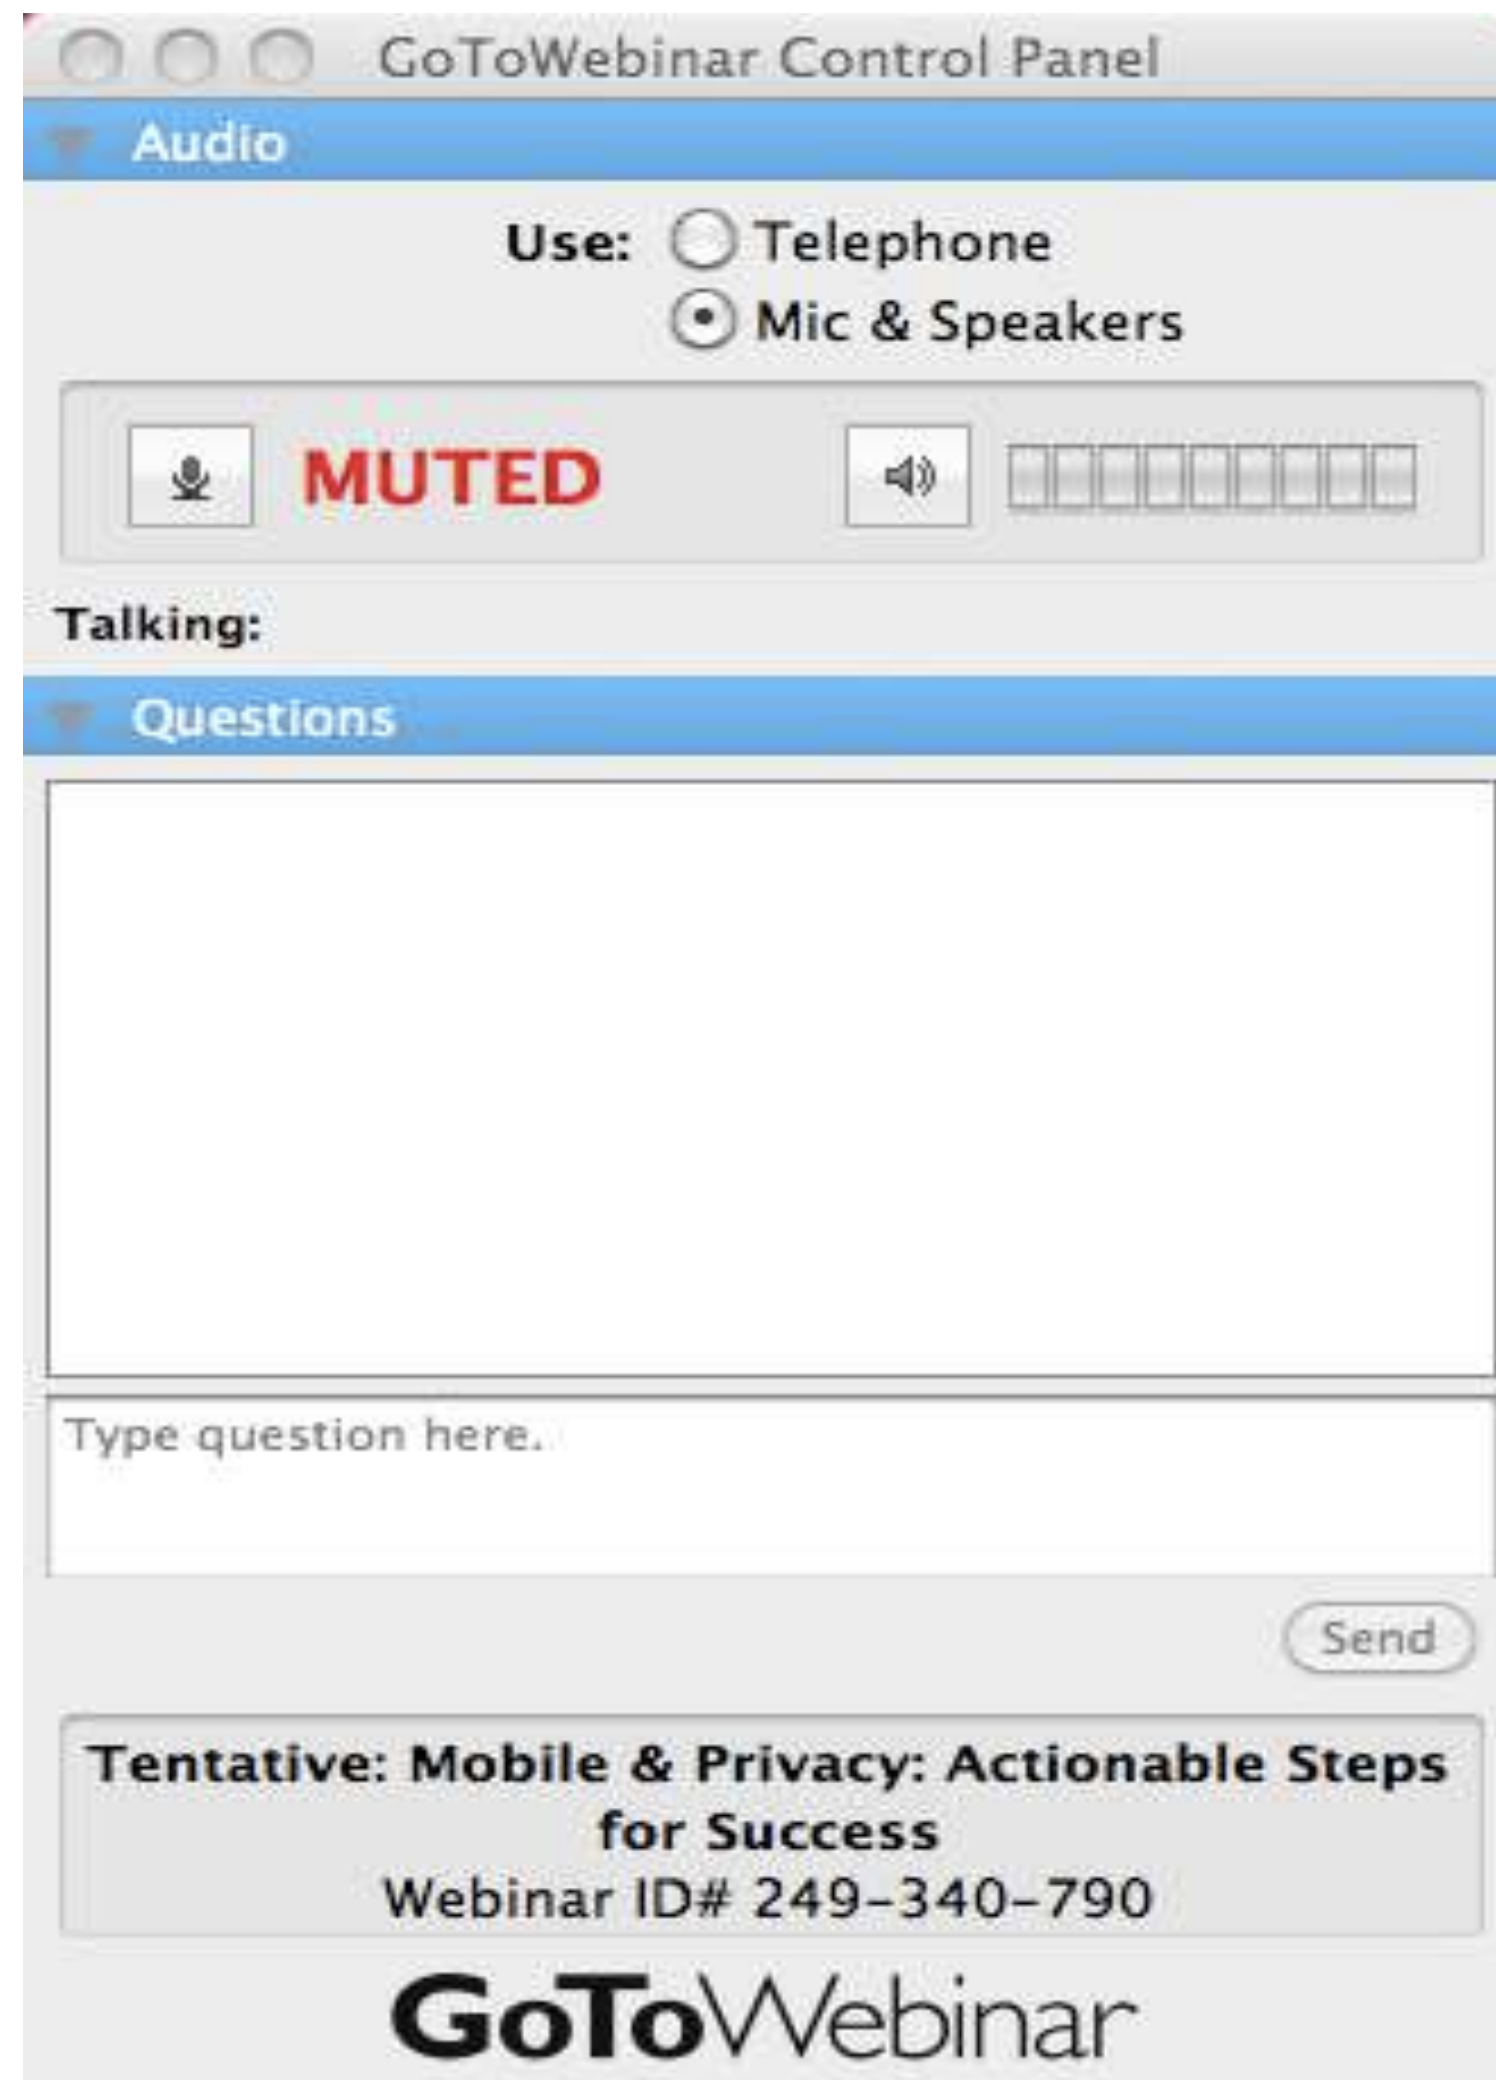 GoToWebinar Control Panel
Audio
Use: Telephone
Mic & Speakers
MUTED
Talking:
Questions
Type question here.
Send
Tentative: Mobile & Privacy: Actionable Steps
for Success
Webinar ID# 249-340-790
GoToWebinar